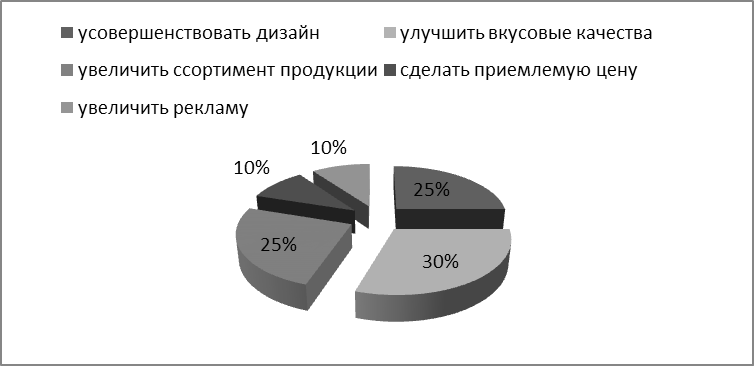 усовершенствовать дизайн улучшить вкусовые качества
увеличить ссортимент продукции сделать приемлемую цену
увеличить рекламу
10%
10%
25%
25%
30%